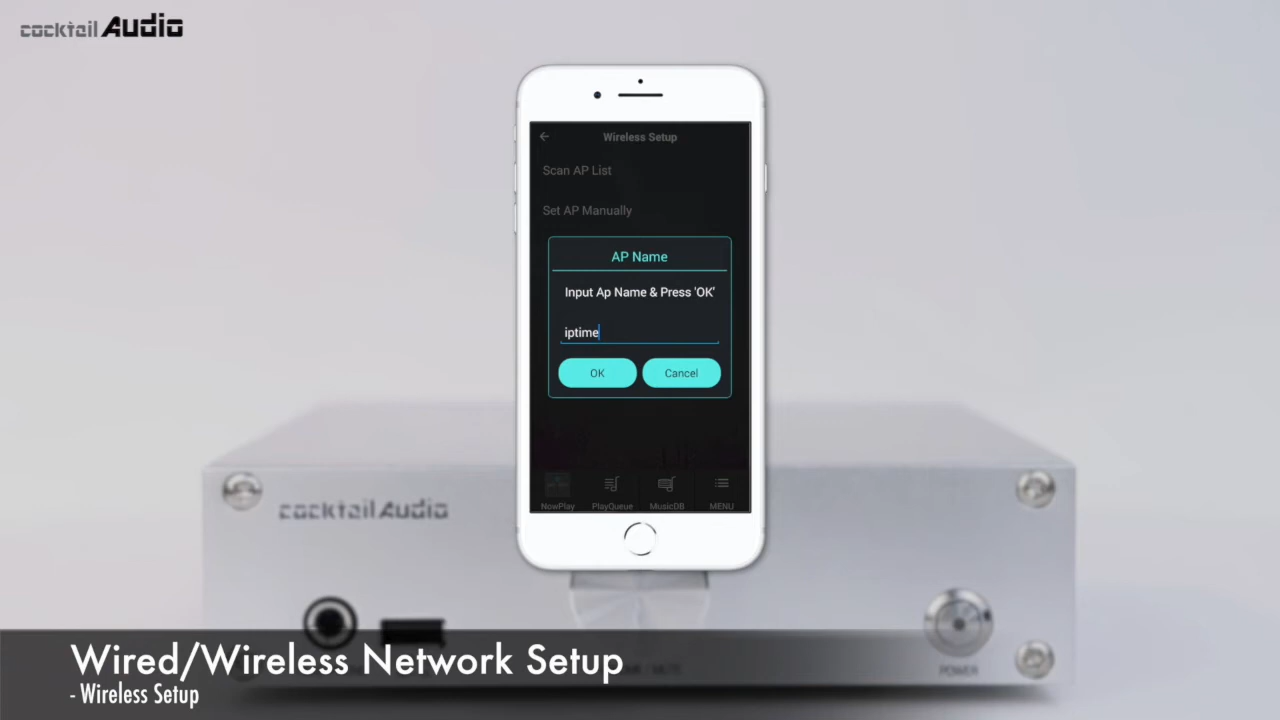 cocktail Audio
Wireless Setup
Scan AP List
Set AP Manually
AP Name
Input Ap Name & Press 'OK'
iptime
OK Cancel
NowPlay PlayQueue MusicDB MENU
cocktail Audio
POWER
Wired/Wireless Network Setup
- Wireless Setup